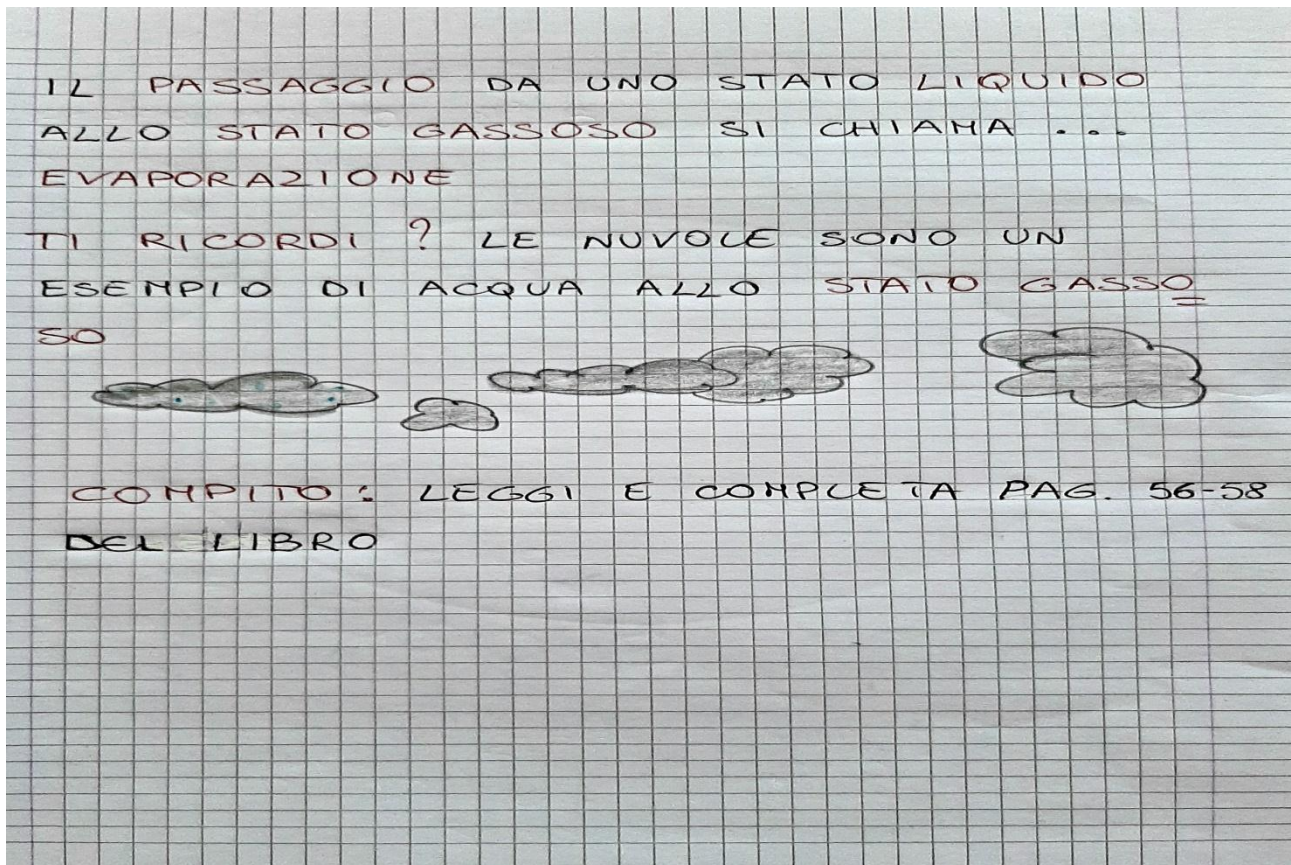 IL PASSAGGIO DA UNO STATO LIQUIDO
ALLO STATO GASSOSO SI CHIAMA ...
EVAPORAZIONE
TI RICORDI ? LE NUVOLE SONO UN
ESEMPIO DI ACQUA ALLO STATO GASSO
SO
COMPITO : LEGGI E COMPLETA PAG. 56-58
DEL LIBRO